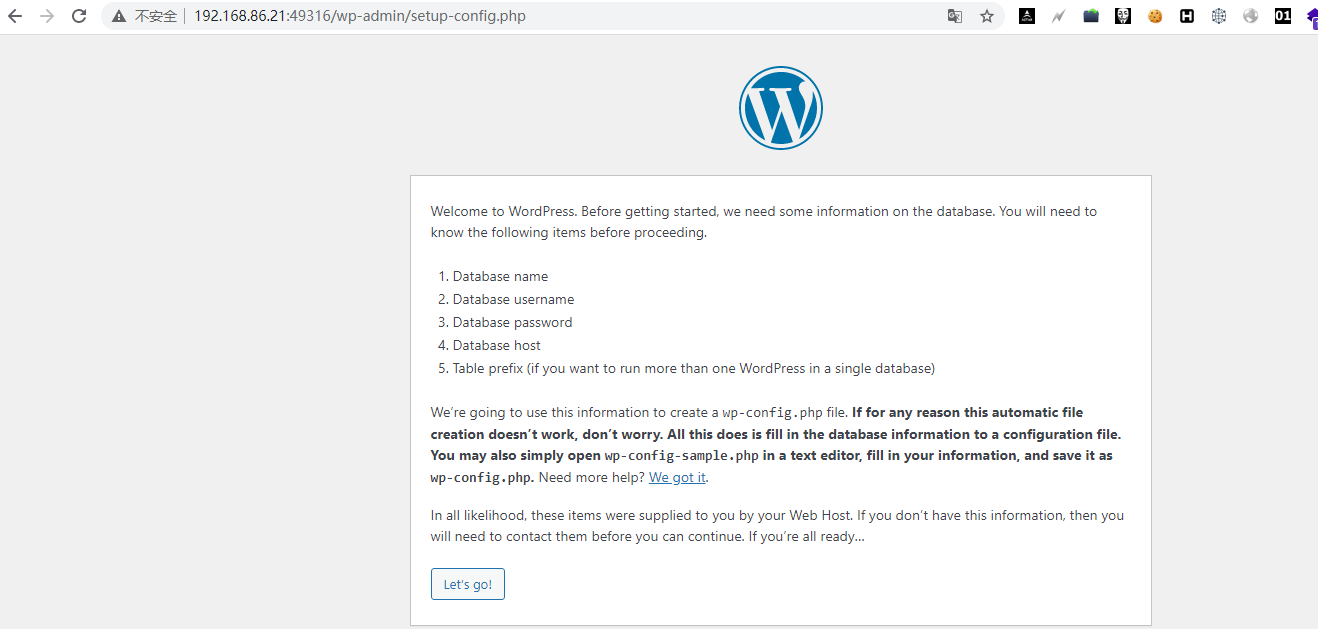 不安全 192.168.86.21:49316/wp-admin/setup-config.php
01
Welcome to WordPress. Before getting started, we need some information on the database. You will need to
know the following items before proceeding.
1. Database name
2. Database username
3. Database password
4. Database host
5. Table prefix (if you want to run more than one WordPress in a single database)
We’re going to use this information to create a wp-config.php file. If for any reason this automatic file
creation doesn’t work, don’t worry. All this does is fill in the database information to a configuration file.
You may also simply open wp-config-sample.php in a text editor, fill in your information, and save it as
wp-config.php. Need more help? We got it.
In all likelihood, these items were supplied to you by your Web Host. If you don’t have this information, then you
will need to contact them before you can continue. If you’re all ready…
Let’s go!